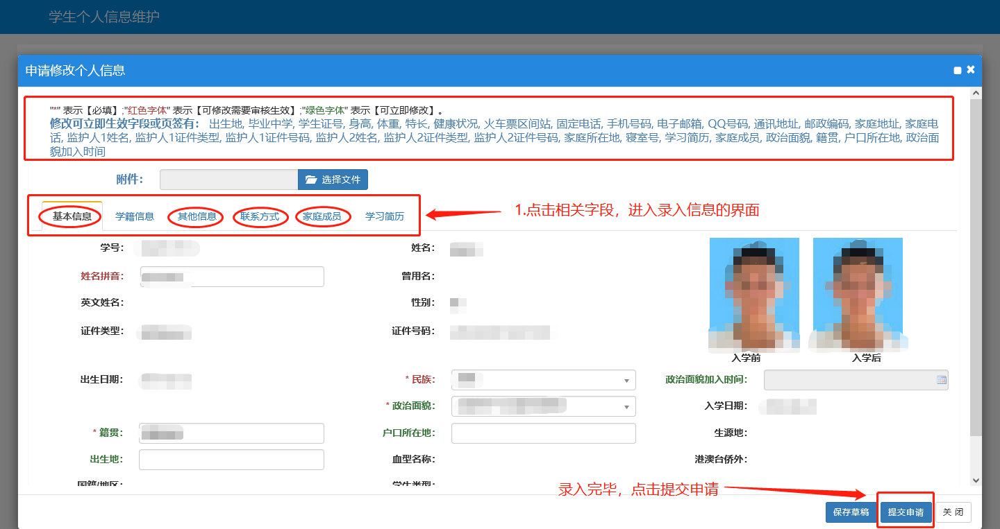 学生个人信息维护
申请修改个人信息
"*" 表示【必填】;"红色字体" 表示【可修改需要审核生效】;"绿色字体" 表示【可立即修改】。
修改可立即生效字段或页签有： 出生地, 毕业中学, 学生证号, 身高, 体重, 特长, 健康状况, 火车票区间站, 固定电话, 手机号码, 电子邮箱, QQ号码, 通讯地址, 邮政编码, 家庭地址, 家庭电
话, 监护人1姓名, 监护人1证件类型, 监护人1证件号码, 监护人2姓名, 监护人2证件类型, 监护人2证件号码, 家庭所在地, 寝室号, 学习简历, 家庭成员, 政治面貌, 籍贯, 户口所在地, 政治面
貌加入时间
附件： 选择文件
基本信息 学籍信息 其他信息 联系方式 家庭成员 学习简历
1.点击相关字段，进入录入信息的界面
学号： 姓名：
姓名拼音： 曾用名：
英文姓名： 性别：
证件类型： 证件号码：
入学前 入学后
出生日期： * 民族： 政治面貌加入时间：
* 政治面貌： 入学日期：
* 籍贯： 户口所在地： 生源地：
出生地： 血型名称： 港澳台侨外：
国籍/地区： 学生类型：
录入完毕，点击提交申请
保存草稿 提交申请 关 闭